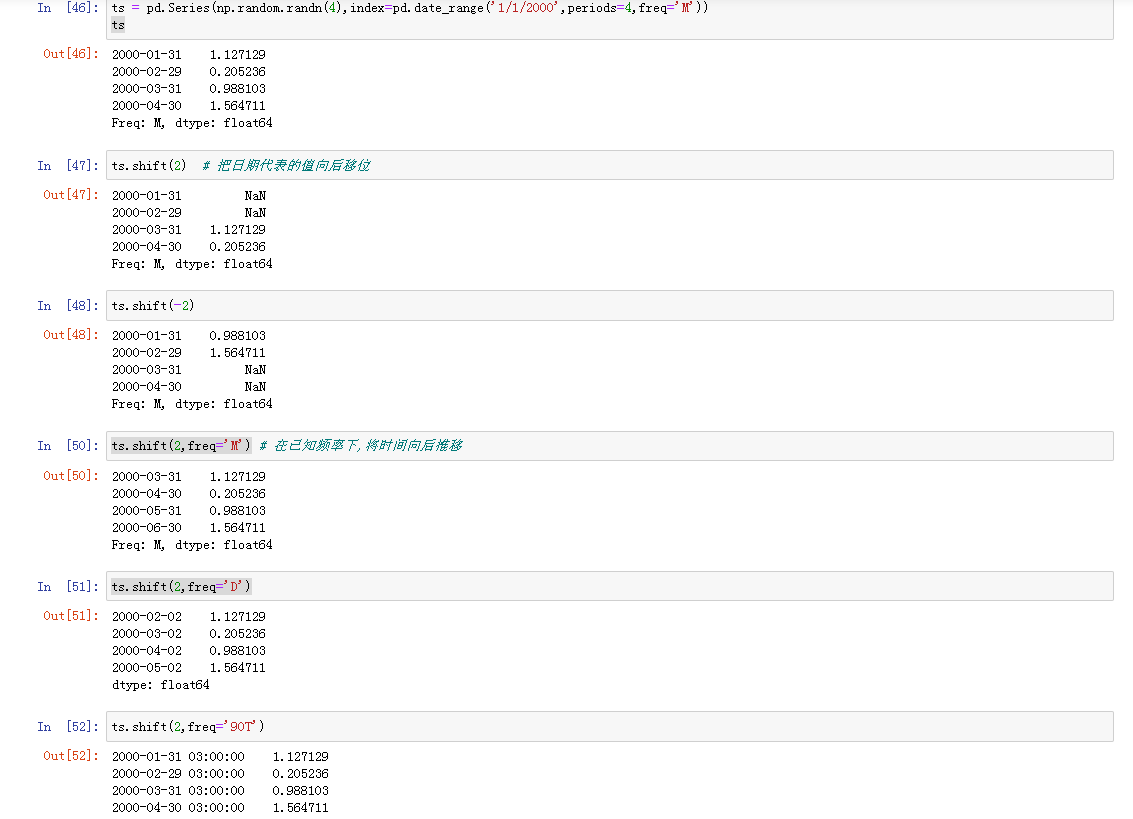 In [46]: ts = pd.Series(np.random.randn(4),index=pd.date_range('1/1/2000',periods=4,freq='M'))
ts
Out[46]: 2000-01-31    1.127129
2000-02-29    0.205236
2000-03-31    0.988103
2000-04-30    1.564711
Freq: M, dtype: float64
In [47]: ts.shift(2)  # 把日期代表的值向后移位
Out[47]: 2000-01-31         NaN
2000-02-29         NaN
2000-03-31    1.127129
2000-04-30    0.205236
Freq: M, dtype: float64
In [48]: ts.shift(-2)
Out[48]: 2000-01-31    0.988103
2000-02-29    1.564711
2000-03-31         NaN
2000-04-30         NaN
Freq: M, dtype: float64
In [50]: ts.shift(2,freq='M') # 在已知频率下,将时间向后推移
Out[50]: 2000-03-31    1.127129
2000-04-30    0.205236
2000-05-31    0.988103
2000-06-30    1.564711
Freq: M, dtype: float64
In [51]: ts.shift(2,freq='D')
Out[51]: 2000-02-02    1.127129
2000-03-02    0.205236
2000-04-02    0.988103
2000-05-02    1.564711
dtype: float64
In [52]: ts.shift(2,freq='90T')
Out[52]: 2000-01-31 03:00:00    1.127129
2000-02-29 03:00:00    0.205236
2000-03-31 03:00:00    0.988103
2000-04-30 03:00:00    1.564711